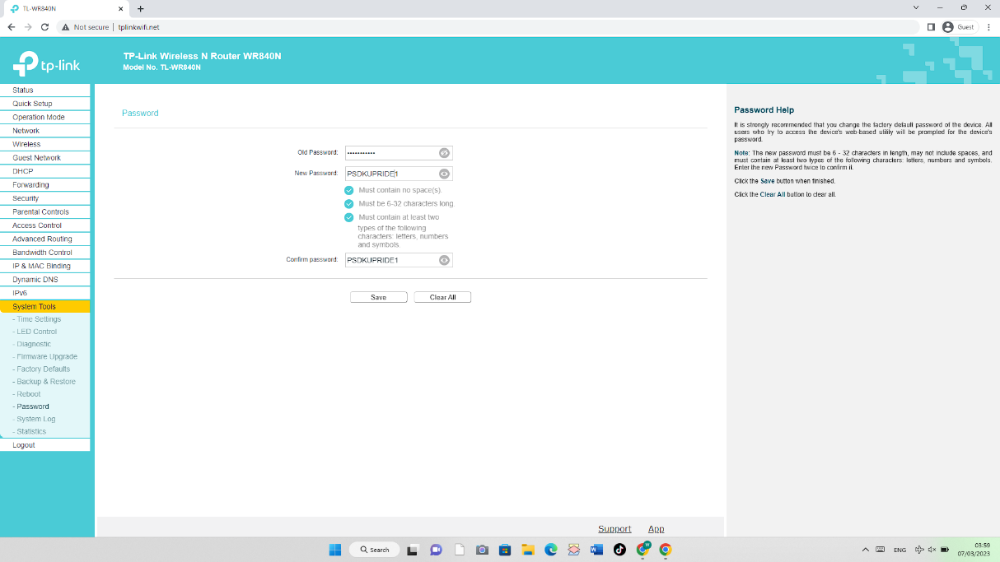 TL-WR840N
Not secure
tplinkwifi.net
Guest
tp-link
TP-Link Wireless N Router WR840N
Model No. TL-WR840N
Status
Quick Setup
Operation Mode
Network
Wireless
Guest Network
DHCP
Forwarding
Security
Parental Controls
Access Control
Advanced Routing
Bandwidth Control
IP & MAC Binding
Dynamic DNS
IPv6
System Tools
- Time Settings
- LED Control
- Diagnostic
- Firmware Upgrade
- Factory Defaults
- Backup & Restore
- Reboot
- Password
- System Log
- Statistics
Logout
Password
Old Password: •••••••••••
New Password: PSDKUPRIDE1
Must contain no space(s).
Must be 6-32 characters long.
Must contain at least two
types of the following
characters: letters, numbers
and symbols.
Confirm password: PSDKUPRIDE1
Save
Clear All
Password Help
It is strongly recommended that you change the factory default password of the device. All
users who try to access the device's web-based utility will be prompted for the device's
password.
Note: The new password must be 6 - 32 characters in length, may not include spaces, and
must contain at least two types of the following characters: letters, numbers and symbols.
Enter the new Password twice to confirm it.
Click the Save button when finished.
Click the Clear All button to clear all.
Support
App
Search
ENG
03:59
07/03/2023